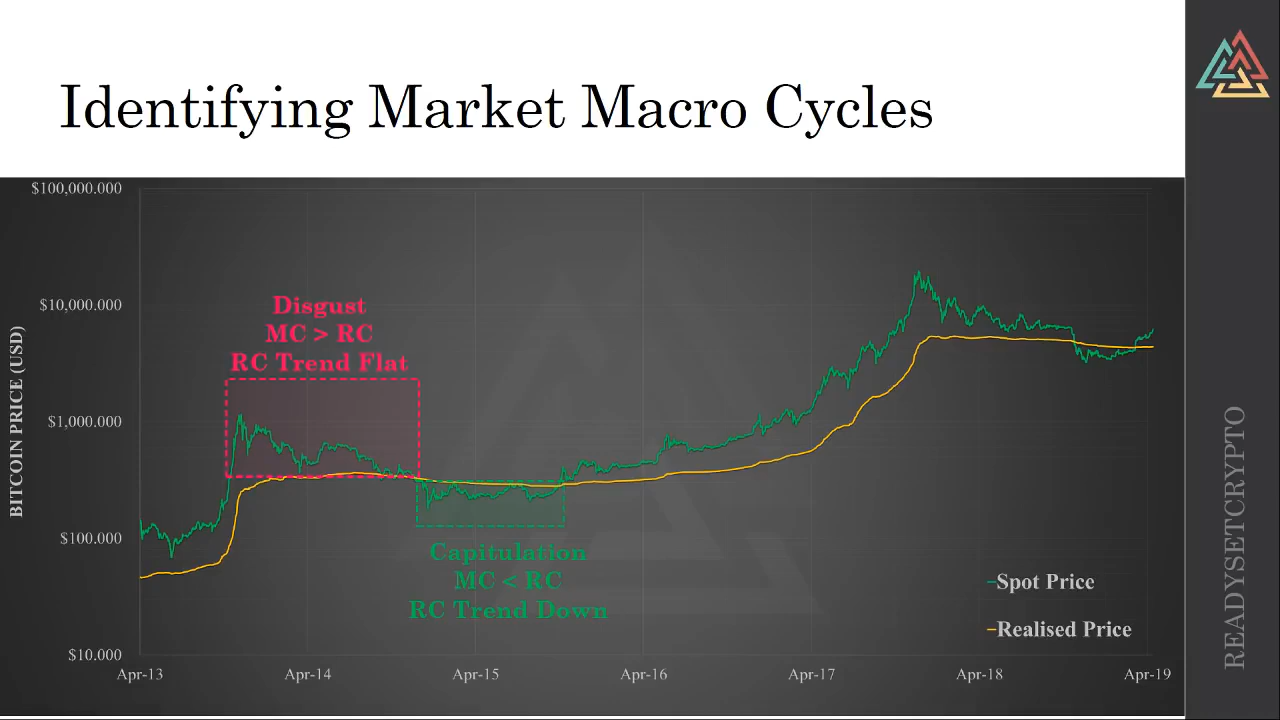 Identifying Market Macro Cycles
$100,000.000
$10,000.000
$1,000.000
$100.000
$10.000
BITCOIN PRICE (USD)
Disgust
MC > RC
RC Trend Flat
Capitulation
MC < RC
RC Trend Down
Spot Price
Realised Price
Apr-13
Apr-14
Apr-15
Apr-16
Apr-17
Apr-18
Apr-19
READYSETCRYPTO